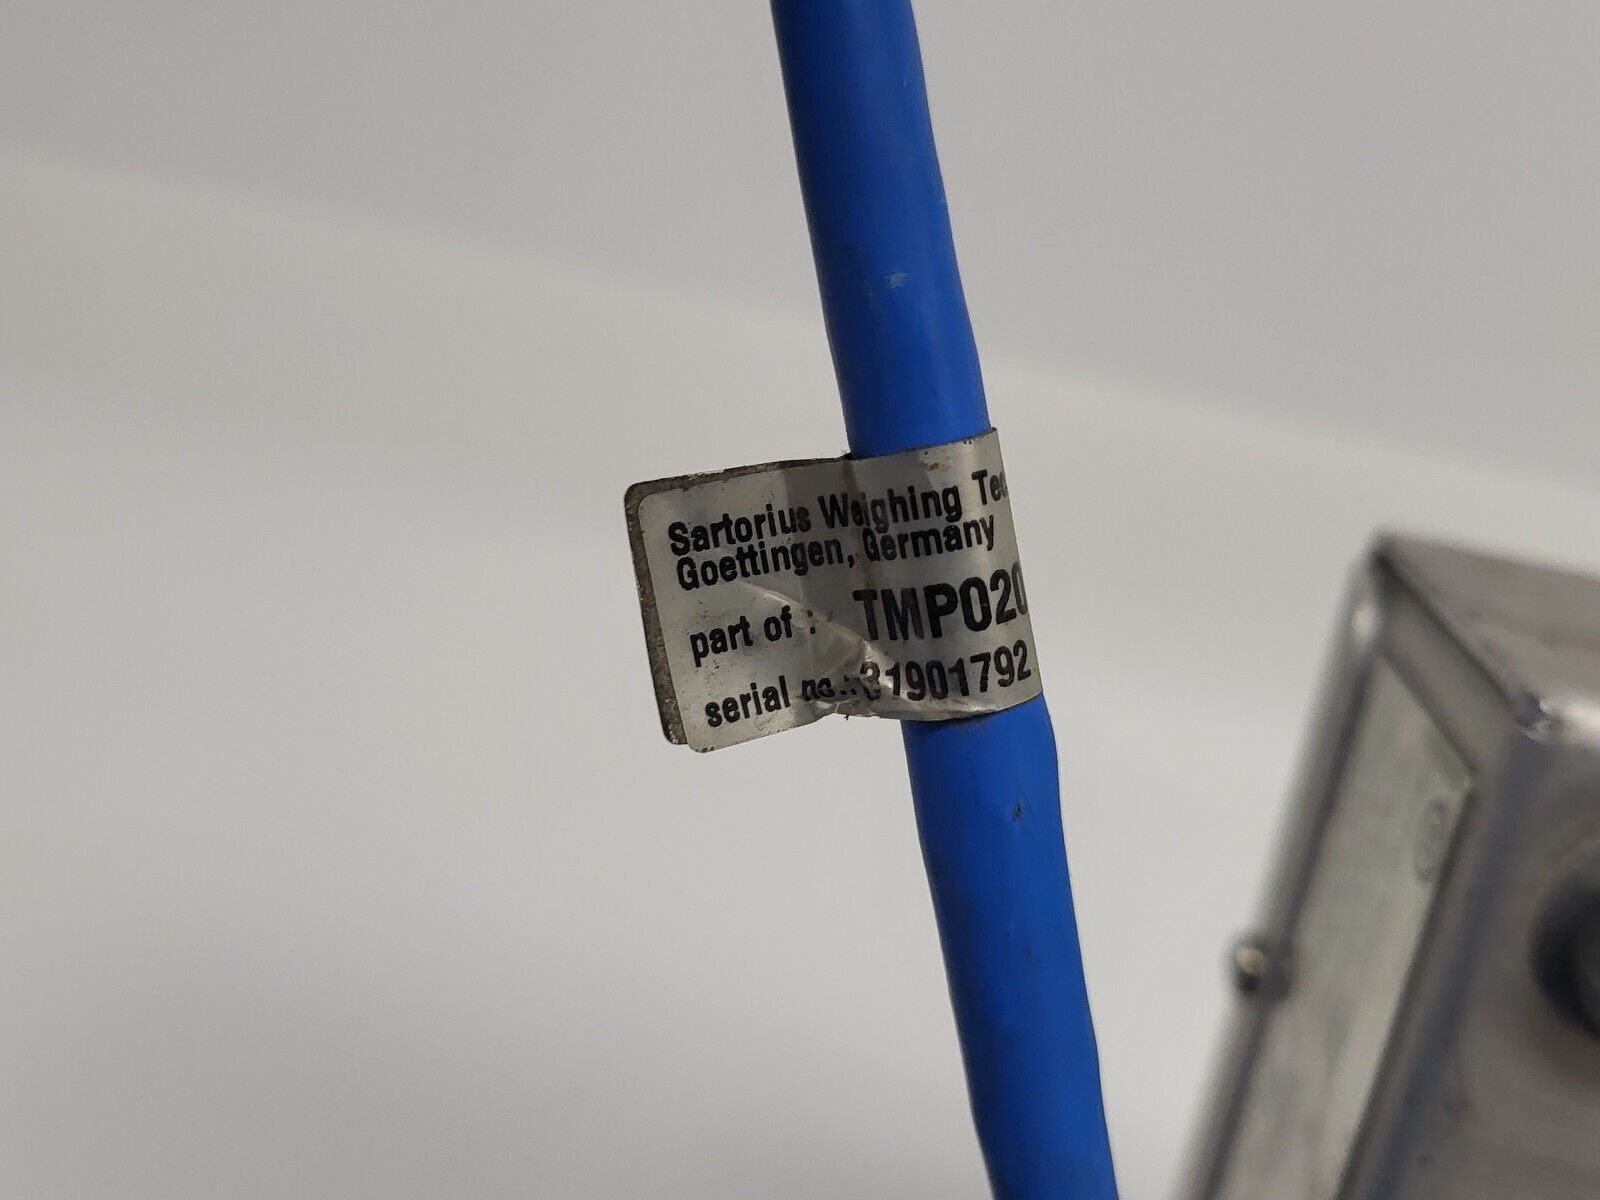 Sartorius Weighing
Goettingen, Germany
part of : TMP020
serial no.: 31901792